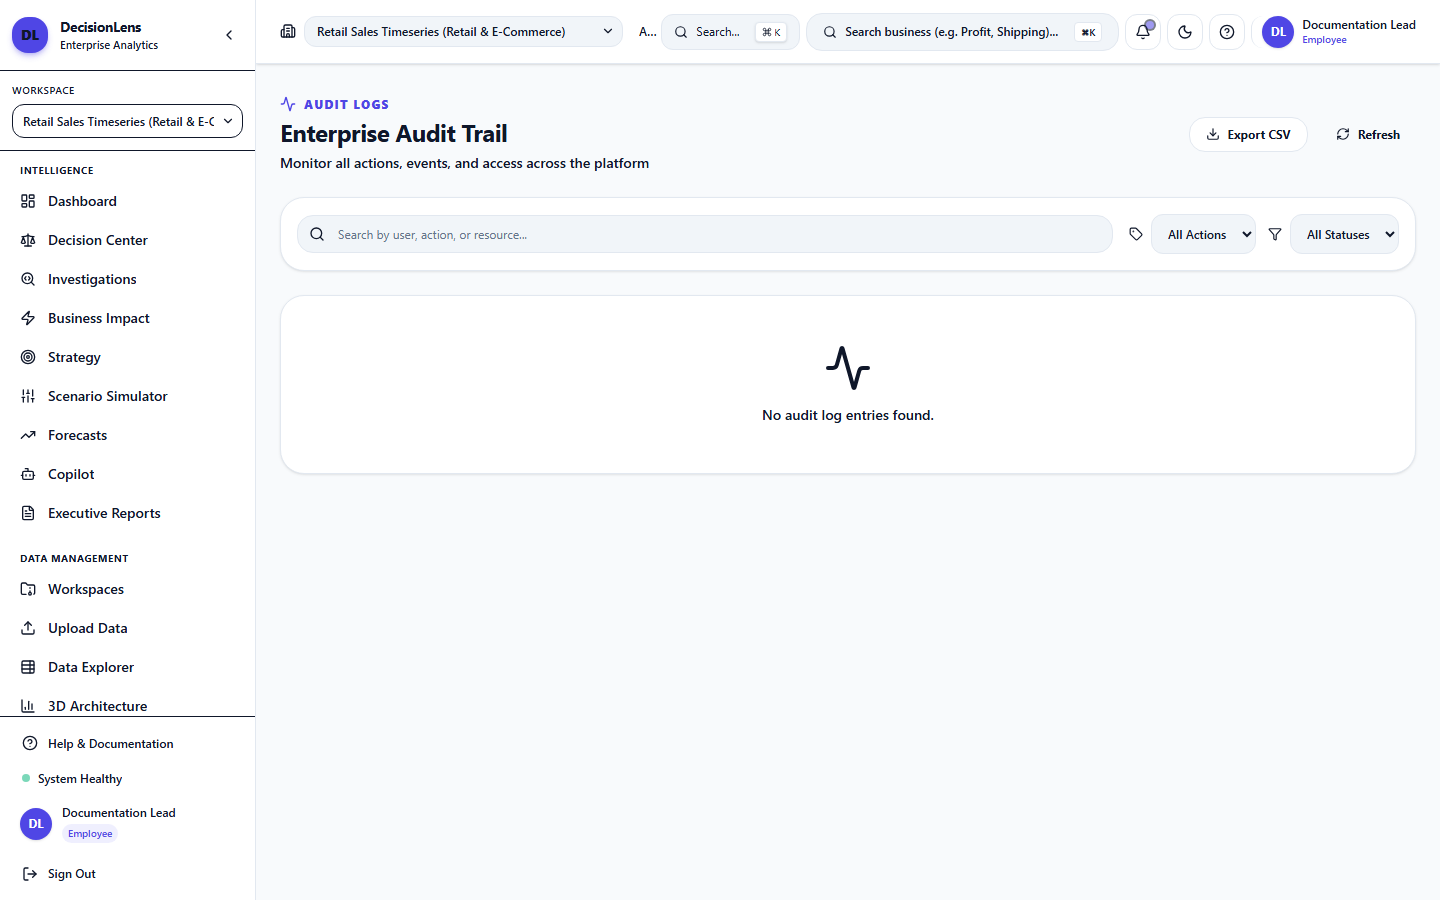 DL
DecisionLens
Enterprise Analytics
WORKSPACE
Retail Sales Timeseries (Retail & E-C
INTELLIGENCE
Dashboard
Decision Center
Investigations
Business Impact
Strategy
Scenario Simulator
Forecasts
Copilot
Executive Reports
DATA MANAGEMENT
Workspaces
Upload Data
Data Explorer
3D Architecture
Help & Documentation
System Healthy
DL
Documentation Lead
Employee
Sign Out
Retail Sales Timeseries (Retail & E-Commerce)
A...
Search...
⌘ K
Search business (e.g. Profit, Shipping)...
⌘K
DL
Documentation Lead
Employee
AUDIT LOGS
Enterprise Audit Trail
Monitor all actions, events, and access across the platform
Export CSV
Refresh
Search by user, action, or resource...
All Actions
All Statuses
No audit log entries found.